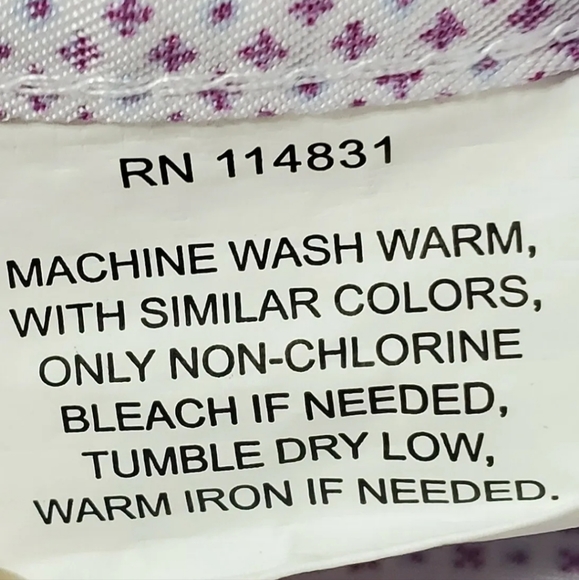 RN 114831
MACHINE WASH WARM,
WITH SIMILAR COLORS,
ONLY NON-CHLORINE
BLEACH IF NEEDED,
TUMBLE DRY LOW,
WARM IRON IF NEEDED.